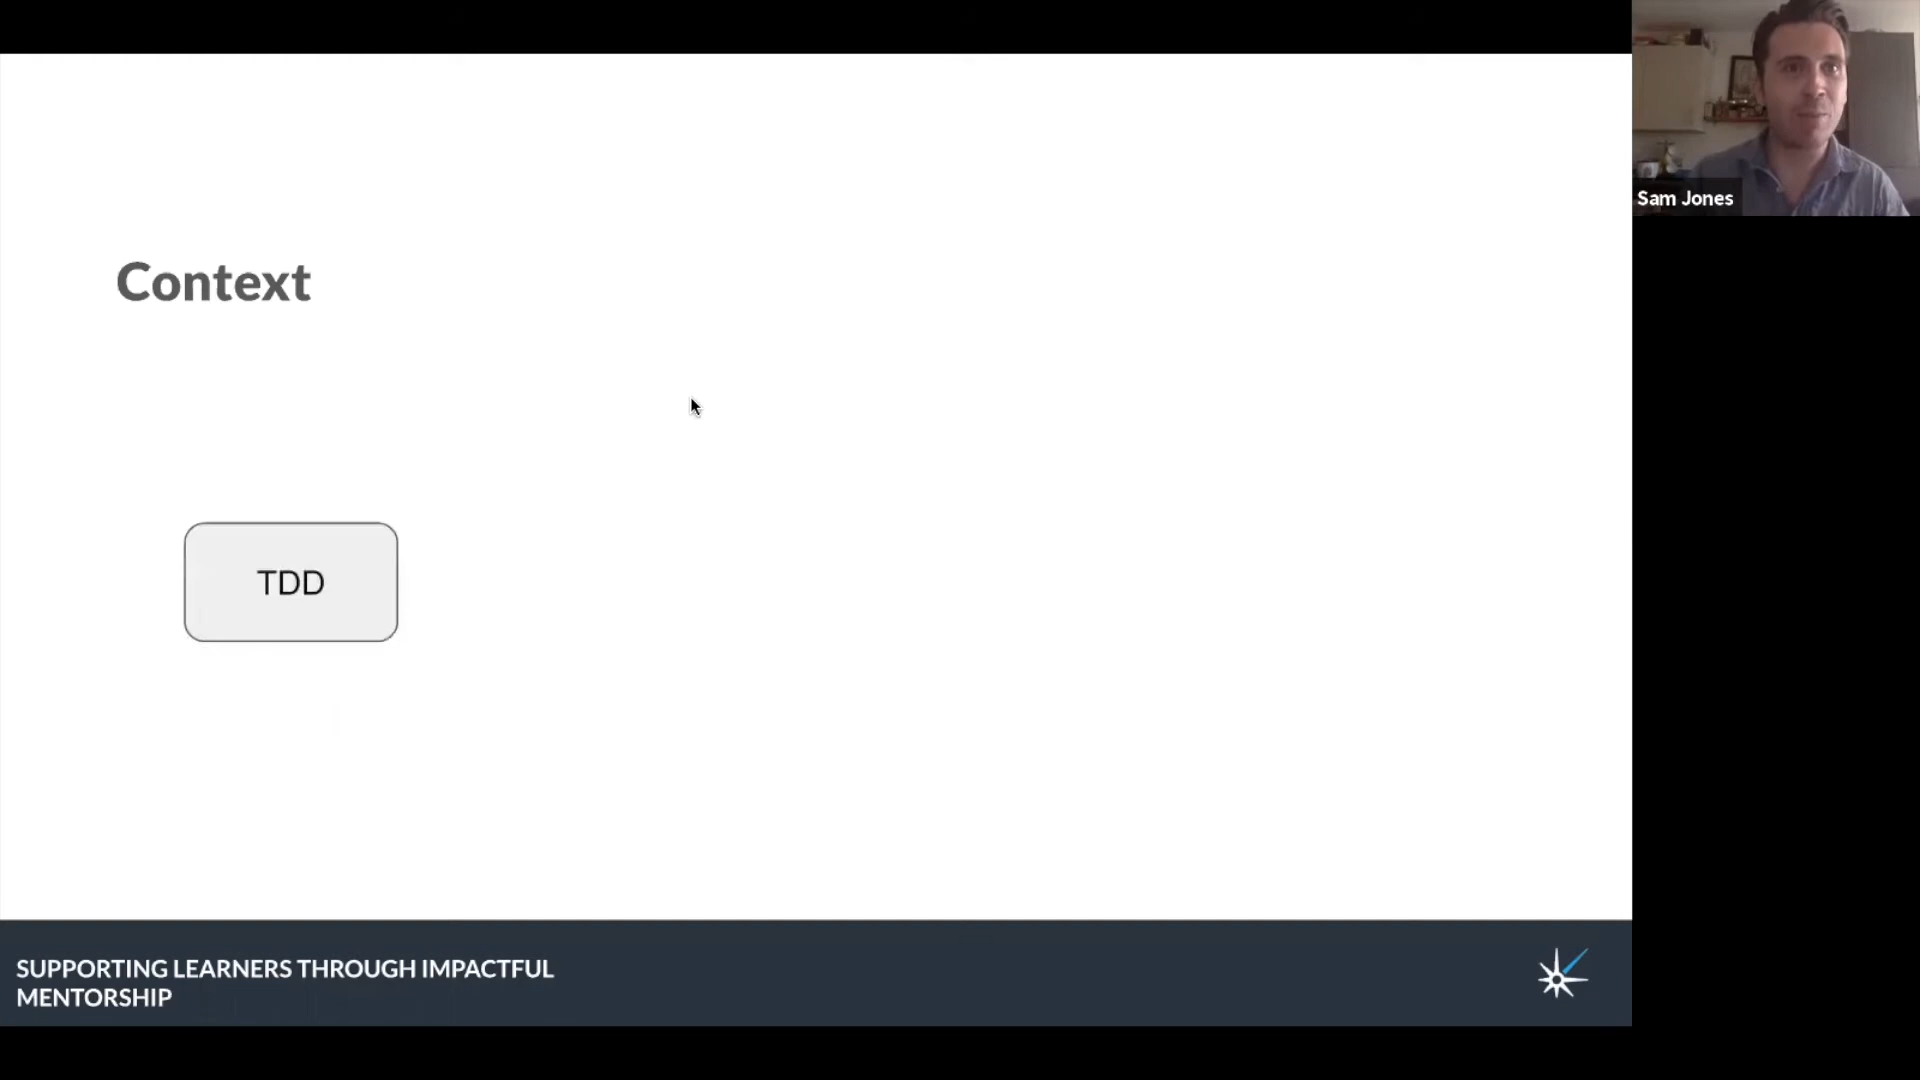 Context
TDD
SUPPORTING LEARNERS THROUGH IMPACTFUL
MENTORSHIP
Sam Jones